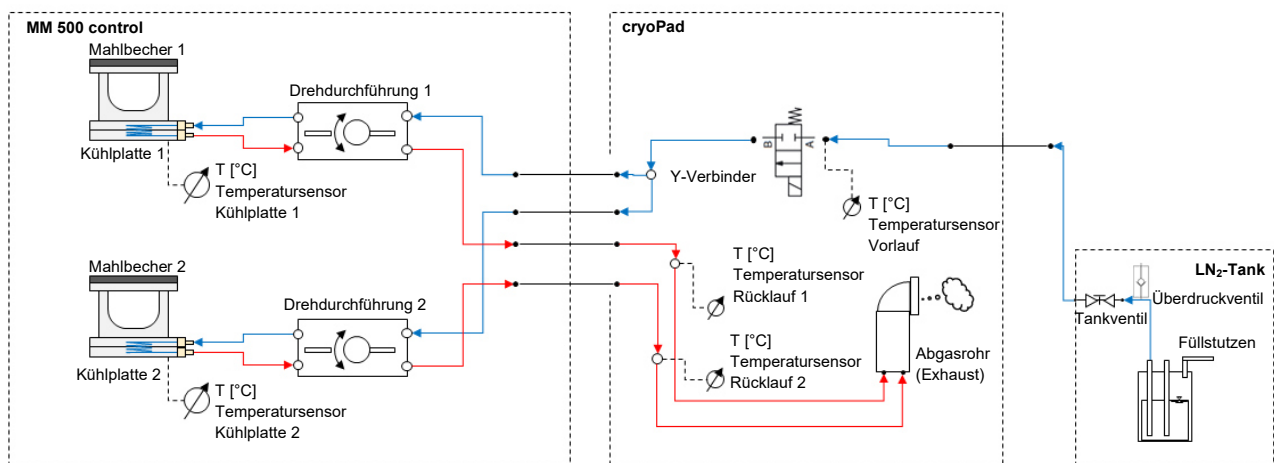 MM 500 control
Mahlbecher 1
Drehdurchführung 1
Kühlplatte 1
T [°C]
Temperatursensor
Kühlplatte 1
Mahlbecher 2
Drehdurchführung 2
Kühlplatte 2
T [°C]
Temperatursensor
Kühlplatte 2
cryoPad
B
A
Y-Verbinder
T [°C]
Temperatursensor
Vorlauf
T [°C]
Temperatursensor
Rücklauf 1
T [°C]
Temperatursensor
Rücklauf 2
Abgasrohr
(Exhaust)
LN₂-Tank
Überdruckventil
Tankventil
Füllstutzen